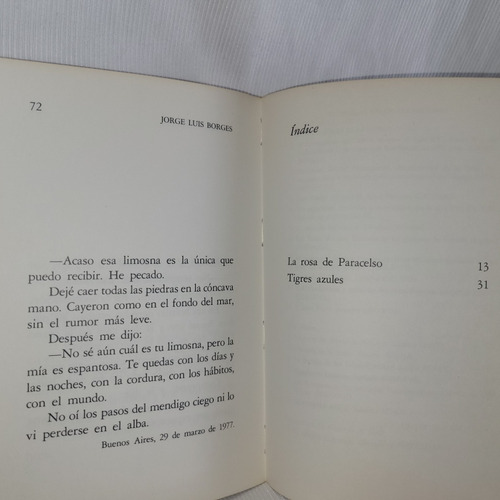 72
JORGE LUIS BORGES
—Acaso esa limosna es la única que
puedo recibir. He pecado.
Dejé caer todas las piedras en la cóncava
mano. Cayeron como en el fondo del mar,
sin el rumor más leve.
Después me dijo:
—No sé aún cuál es tu limosna, pero la
mía es espantosa. Te quedas con los días y
las noches, con la cordura, con los hábitos,
con el mundo.
No oí los pasos del mendigo ciego ni lo
vi perderse en el alba.
Buenos Aires, 29 de marzo de 1977.
Índice
La rosa de Paracelso 13
Tigres azules 31